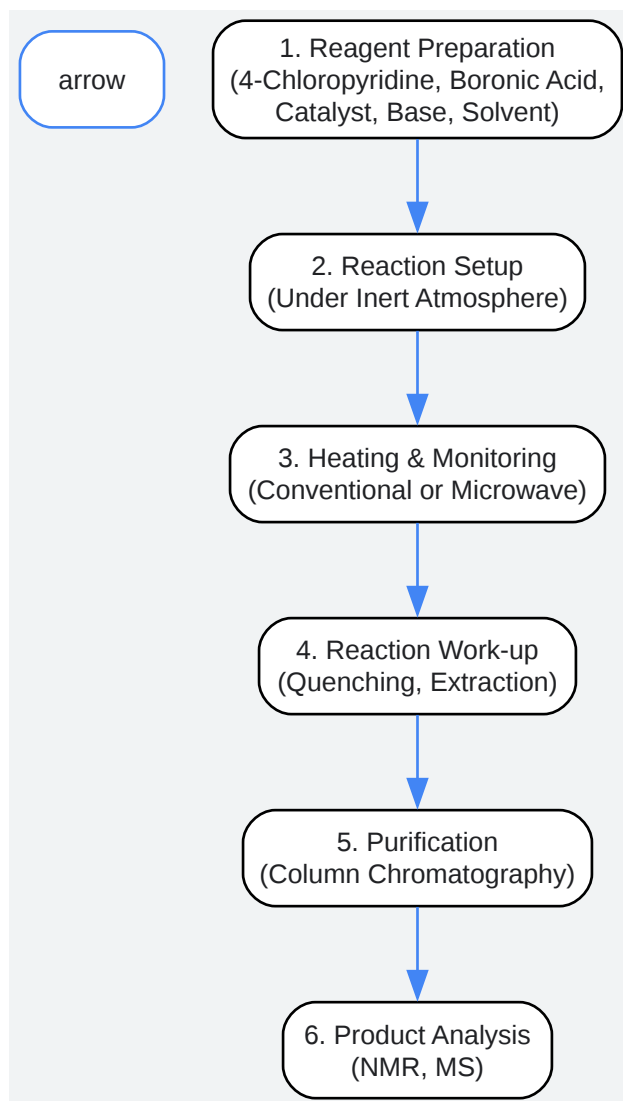 arrow
1. Reagent Preparation
(4-Chloropyridine, Boronic Acid,
Catalyst, Base, Solvent)
2. Reaction Setup
(Under Inert Atmosphere)
3. Heating & Monitoring
(Conventional or Microwave)
4. Reaction Work-up
(Quenching, Extraction)
5. Purification
(Column Chromatography)
6. Product Analysis
(NMR, MS)